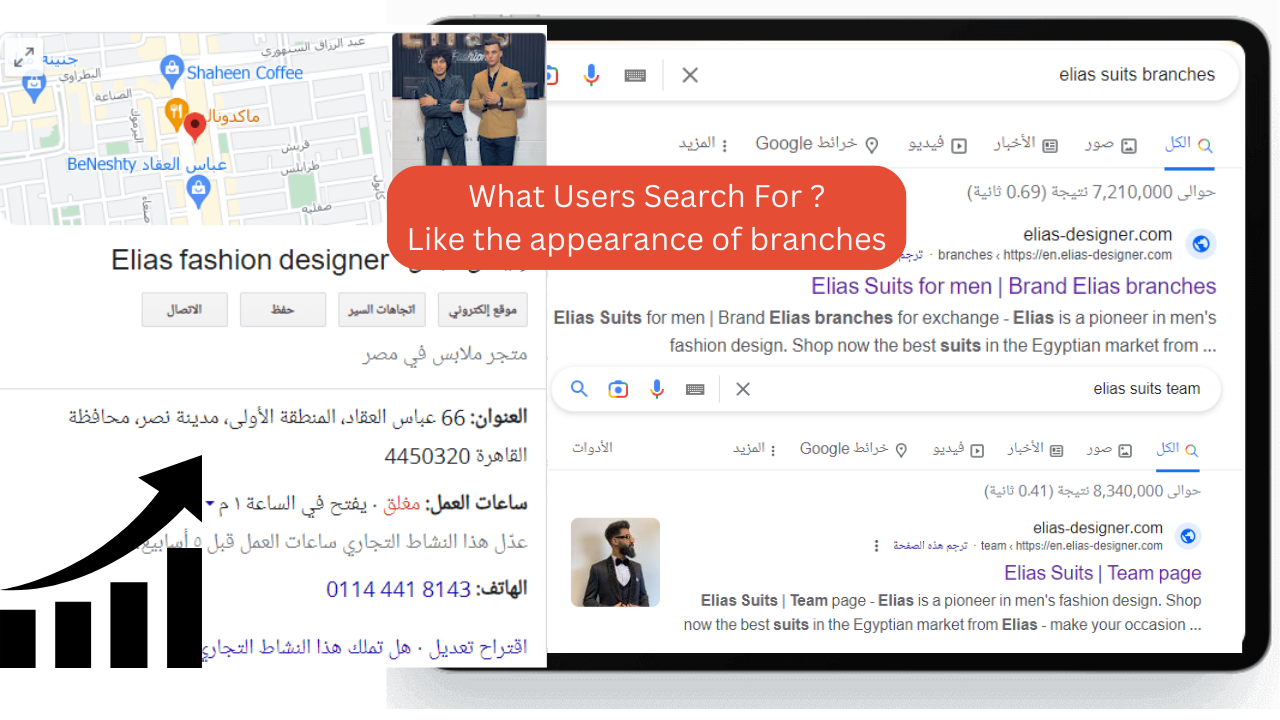 What Users Search For ?
Like the appearance of branches
عبد الرزاق السنهوري
جنينة
البطراوي
Shaheen Coffee
الصناعة
ماكدونال
اليرموك
قريش
BeNeshty عباس العقاد
طرابلس
كابول
صنعاء
صقلية
Elias fashion designer
موقع إلكتروني
اتجاهات السير
حفظ
الاتصال
متجر ملابس في مصر
العنوان: 66 عباس العقاد، المنطقة الأولى، مدينة نصر، محافظة
القاهرة 4450320
ساعات العمل: مغلق · يفتح في الساعة ١ م
عدّل هذا النشاط التجاري ساعات العمل قبل ٥ أسابيع
الهاتف: 0114 441 8143
اقتراح تعديل · هل تملك هذا النشاط التجاري
elias suits branches
الكل صور الأخبار فيديو خرائط Google المزيد
حوالى 7,210,000 نتيجة (0.69 ثانية)
elias-designer.com
https://en.elias-designer.com › branches · ترجم
Elias Suits for men | Brand Elias branches
Elias Suits for men | Brand Elias branches for exchange - Elias is a pioneer in men's
fashion design. Shop now the best suits in the Egyptian market from ...
elias suits team
الكل صور الأخبار فيديو خرائط Google المزيد الأدوات
حوالى 8,340,000 نتيجة (0.41 ثانية)
elias-designer.com
https://en.elias-designer.com › team · ترجم هذه الصفحة
Elias Suits | Team page
Elias Suits | Team page - Elias is a pioneer in men's fashion design. Shop
now the best suits in the Egyptian market from Elias - make your occasion ...